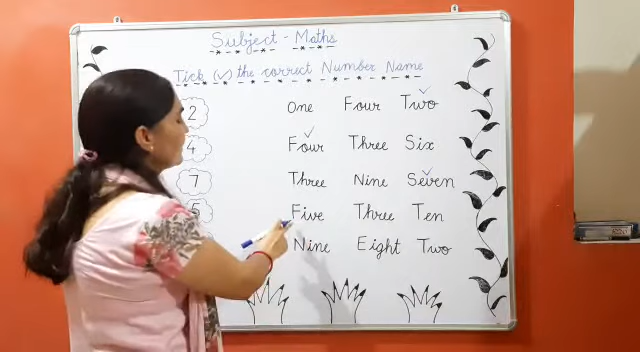 Subject - Maths
Tick (✓) the correct Number Name
2 One Four Two ✓
4 Four ✓ Three Six
7 Three Nine Seven ✓
5 Five Three Ten
Nine Eight Two